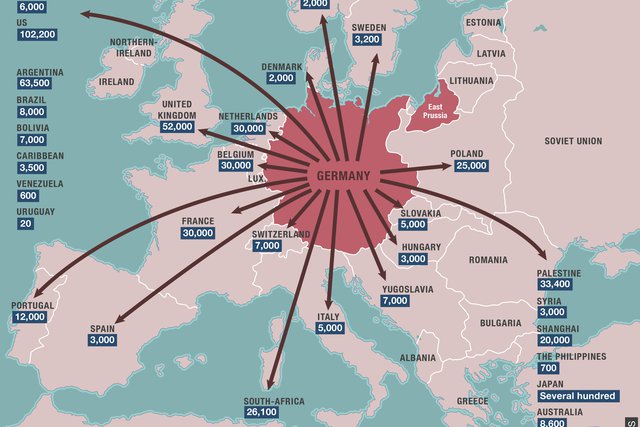 6,000
US
102,200
ARGENTINA
63,500
BRAZIL
8,000
BOLIVIA
7,000
CARIBBEAN
3,500
VENEZUELA
600
URUGUAY
20
NORTHERN-
IRELAND
IRELAND
UNITED
KINGDOM
52,000
2,000
SWEDEN
3,200
DENMARK
2,000
NETHERLANDS
30,000
BELGIUM
30,000
LUX.
FRANCE
30,000
SWITZERLAND
7,000
GERMANY
East
Prussia
ESTONIA
LATVIA
LITHUANIA
SOVIET UNION
POLAND
25,000
SLOVAKIA
5,000
HUNGARY
3,000
YUGOSLAVIA
7,000
ROMANIA
BULGARIA
ALBANIA
GREECE
ITALY
5,000
PORTUGAL
12,000
SPAIN
3,000
SOUTH-AFRICA
26,100
PALESTINE
33,400
SYRIA
3,000
SHANGHAI
20,000
THE PHILIPPINES
700
JAPAN
Several hundred
AUSTRALIA
8,600